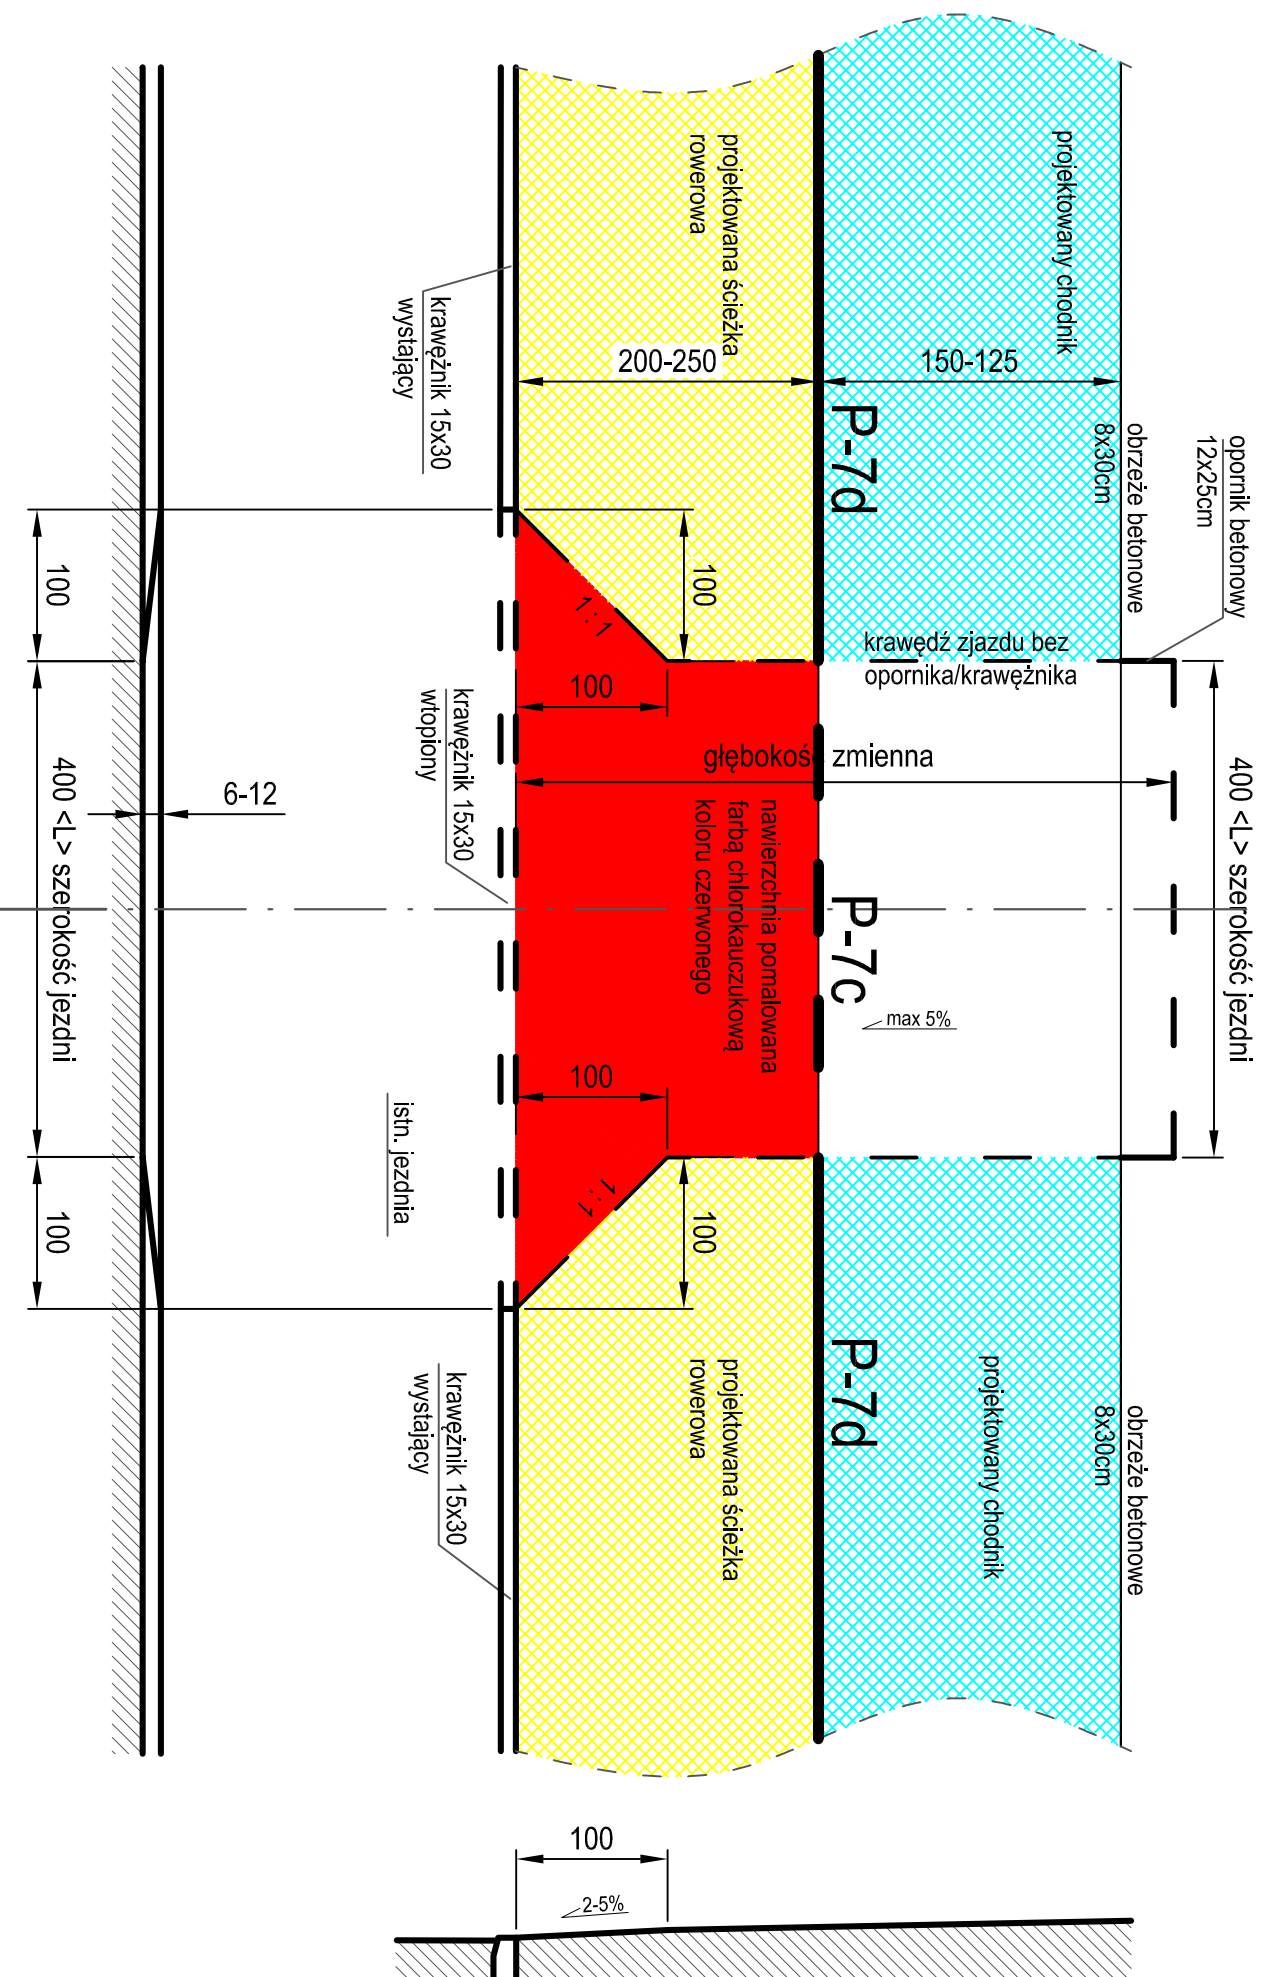 opornik betonowy
12x25cm
400 <L> szerokość jezdni
obrzeże betonowe
8x30cm
obrzeże betonowe
8x30cm
projektowany chodnik
projektowany chodnik
150-125
krawędź zjazdu bez
opornika/krawężnika
max 5%
P-7d
P-7c
P-7d
głębokość zmienna
200-250
projektowana ścieżka
rowerowa
projektowana ścieżka
rowerowa
nawierzchnia pomalowana
farbą chlorokauczukową
koloru czerwonego
100
100
100
100
1:1
1:1
krawężnik 15x30
wystający
krawężnik 15x30
wtopiony
krawężnik 15x30
wystający
istn. jezdnia
6-12
100
400 <L> szerokość jezdni
100
100
2-5%